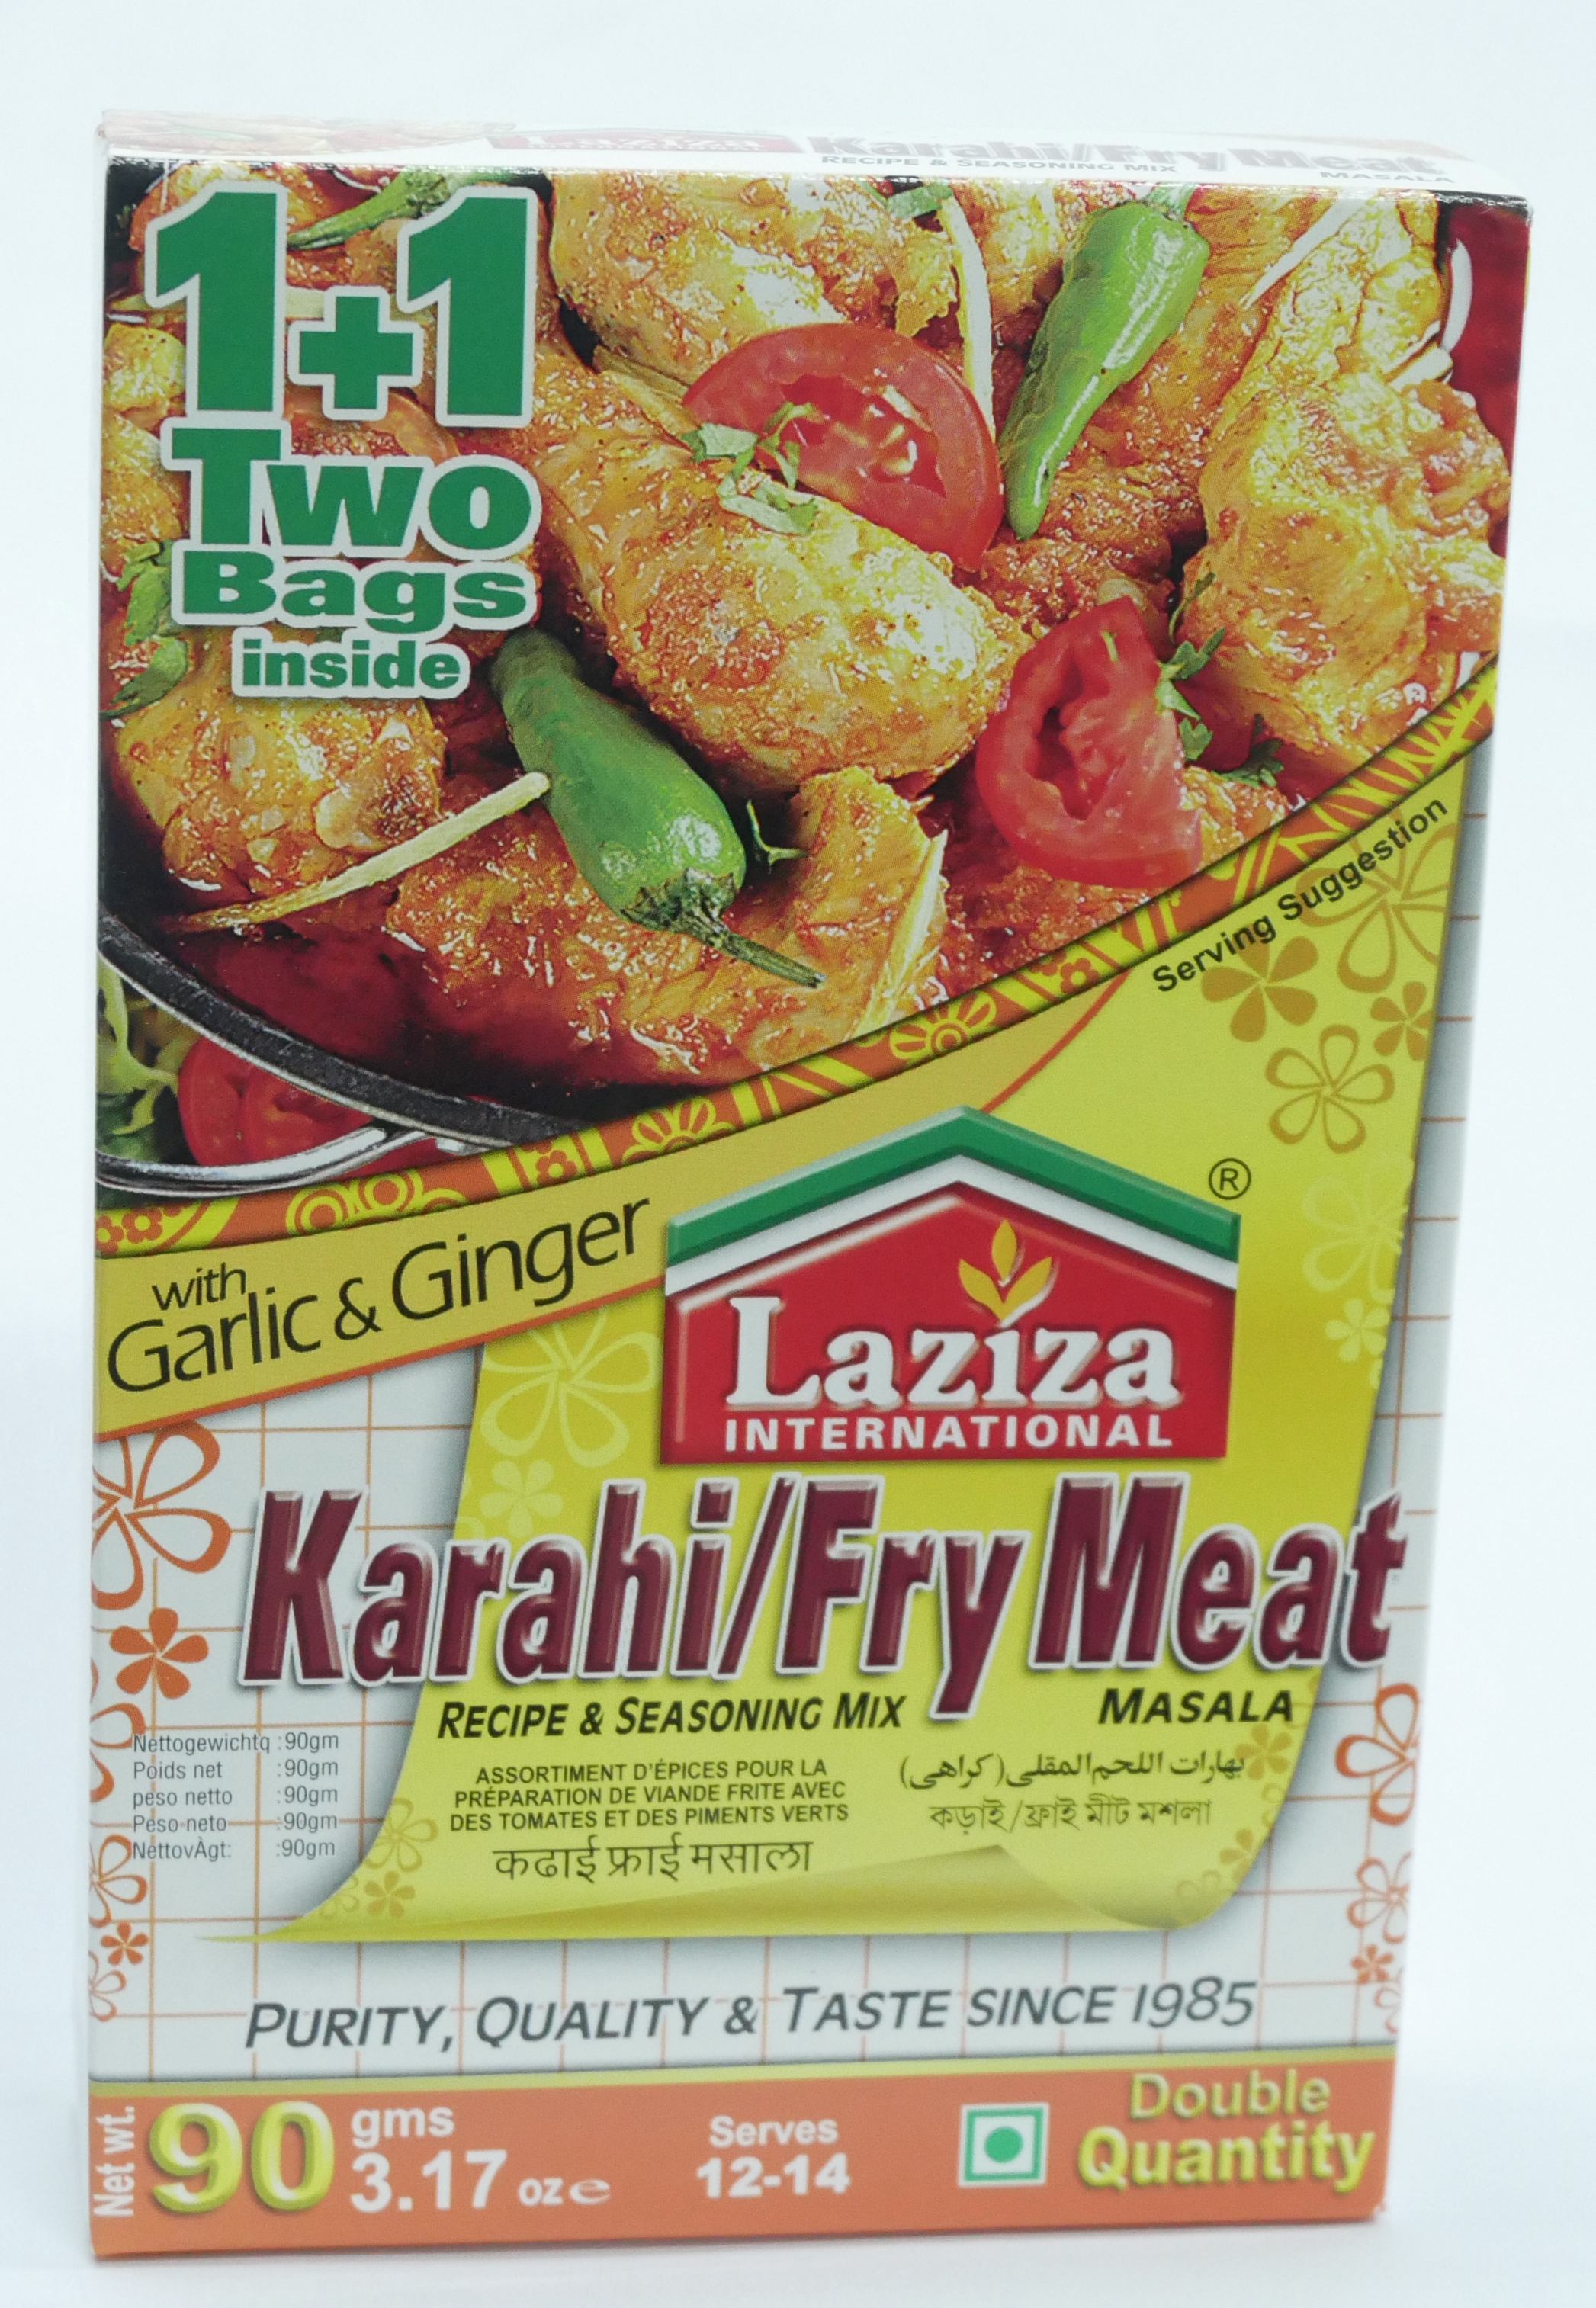 Laziza
Karahi/Fry Meat
RECIPE & SEASONING MIX
MASALA
1+1
Two
Bags
inside
Serving Suggestion
with
Garlic & Ginger
®
Laziza
INTERNATIONAL
Karahi/Fry Meat
RECIPE & SEASONING MIX
MASALA
Nettogewichtq :90gm
Poids net :90gm
peso netto :90gm
Peso neto :90gm
NettovÀgt: :90gm
ASSORTIMENT D'ÉPICES POUR LA
PRÉPARATION DE VIANDE FRITE AVEC
DES TOMATES ET DES PIMENTS VERTS
कढाई फ्राई मसाला
بهارات اللحم المقلى (كراهى)
কড়াই/ফ্রাই মীট মশলা
PURITY, QUALITY & TASTE SINCE 1985
Net wt.
90 gms
3.17 oz e
Serves
12-14
Double
Quantity